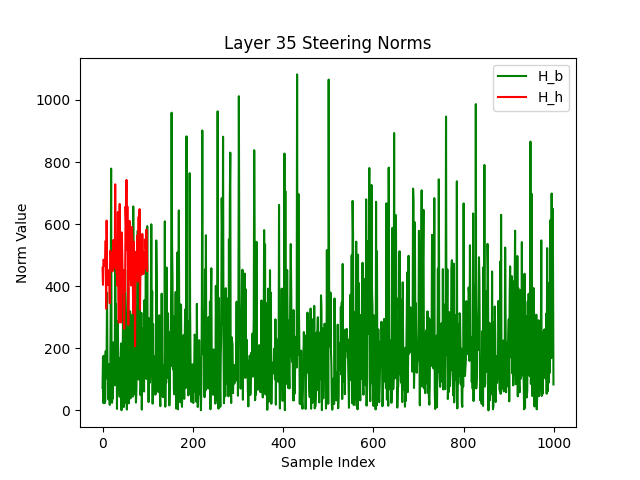 Layer 35 Steering Norms
H_b
H_h
Norm Value
1000
800
600
400
200
0
0 200 400 600 800 1000
Sample Index